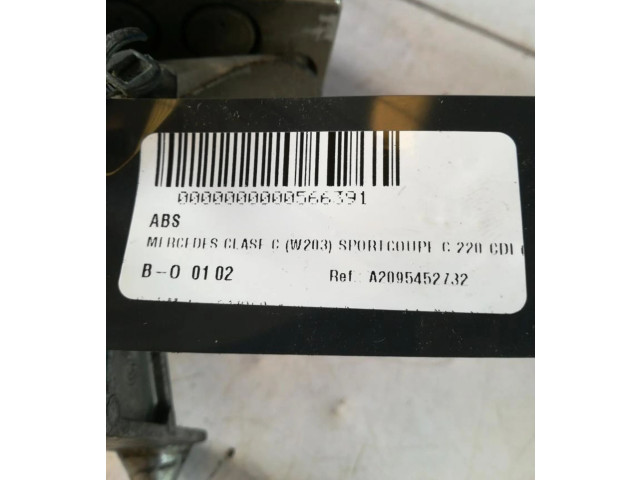 0000000000566391
ABS
MERCEDES CLASE C (W203) SPORTCOUPE C 220 CDI (
B-0 01 02 Ref.: A2095452732